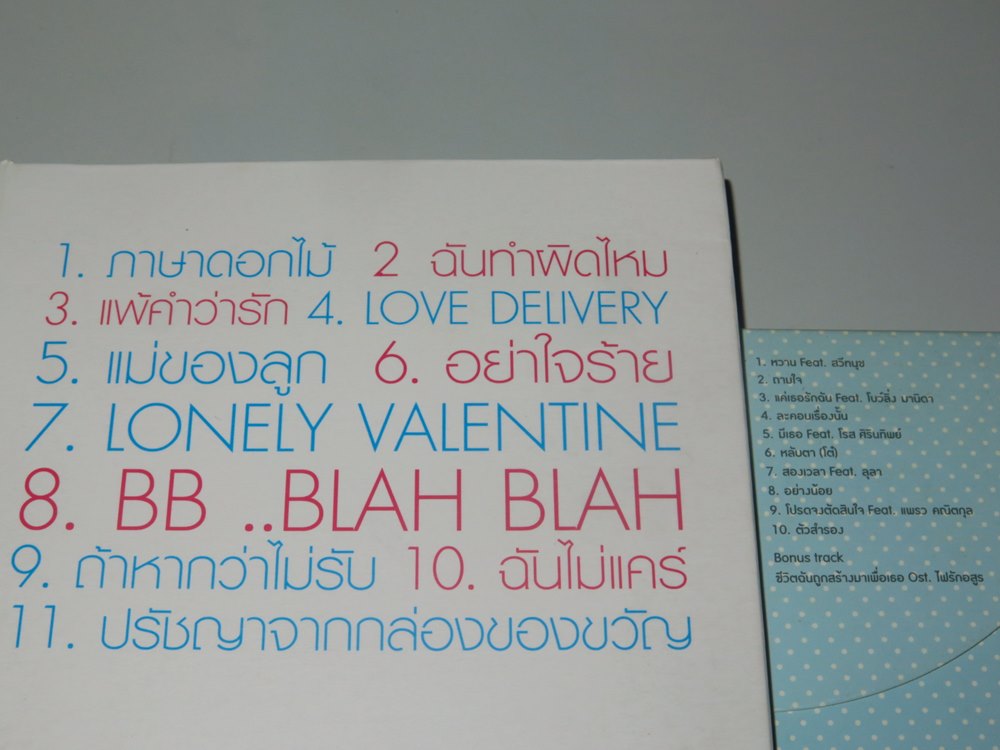 1. ภาษาดอกไม้ 2 ฉันทำผิดไหม
3. แพ้คำว่ารัก 4. LOVE DELIVERY
5. แม่ของลูก 6. อย่าใจร้าย
7. LONELY VALENTINE
8. BB ..BLAH BLAH
9. ถ้าหากว่าไม่รับ 10. ฉันไม่แคร์
11. ปรัชญาจากกล่องของขวัญ
1. หวาน Feat. สวีทนุช
2. ถามใจ
3. แค่เธอรักฉัน Feat. โบว์ลิ่ง มานิดา
4. ละคอนเรื่องนั้น
5. มีเธอ Feat. โรส ศิรินทิพย์
6. หลับตา (โต๋)
7. สองเวลา Feat. ลุลา
8. อย่างน้อย
9. โปรดจงตัดสินใจ Feat. แพรว คณิตกุล
10. ตัวสำรอง
Bonus track
ชีวิตฉันถูกสร้างมาเพื่อเธอ Ost. ไฟรักอสูร